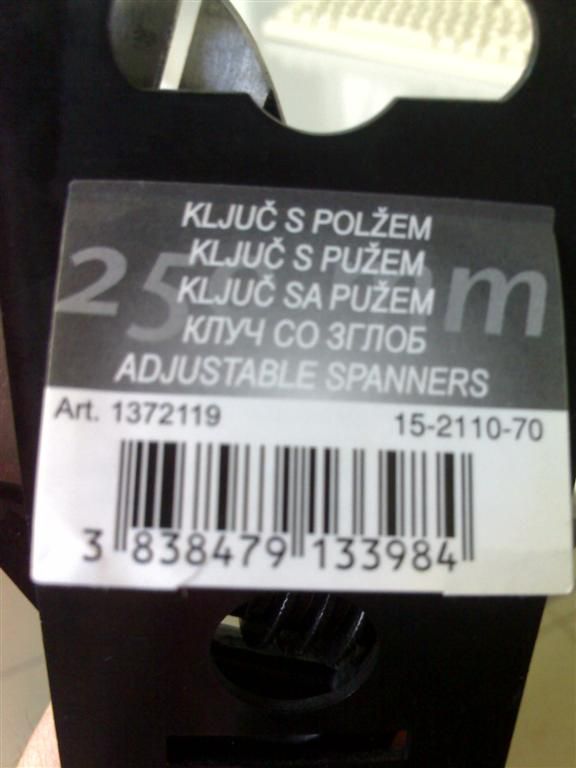 KLJUČ S POLŽEM
KLJUČ S PUŽEM
KLJUČ SA PUŽEM
КЛУЧ СО ЗГЛОБ
ADJUSTABLE SPANNERS
Art. 1372119 15-2110-70
3 838479 133984